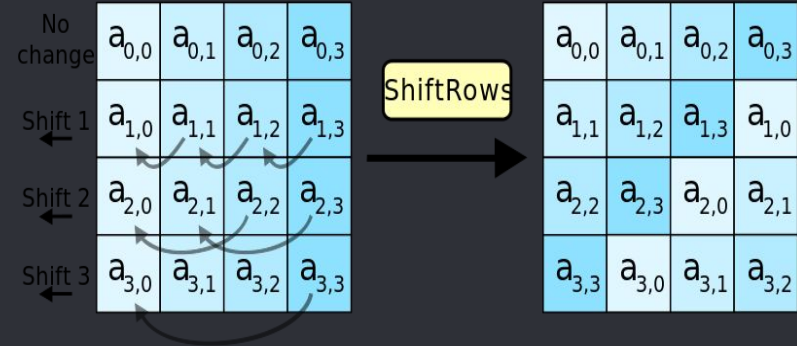 No
change
a0,0 a0,1 a0,2 a0,3
Shift 1
a1,0 a1,1 a1,2 a1,3
Shift 2
a2,0 a2,1 a2,2 a2,3
Shift 3
a3,0 a3,1 a3,2 a3,3
ShiftRows
a0,0 a0,1 a0,2 a0,3
a1,1 a1,2 a1,3 a1,0
a2,2 a2,3 a2,0 a2,1
a3,3 a3,0 a3,1 a3,2